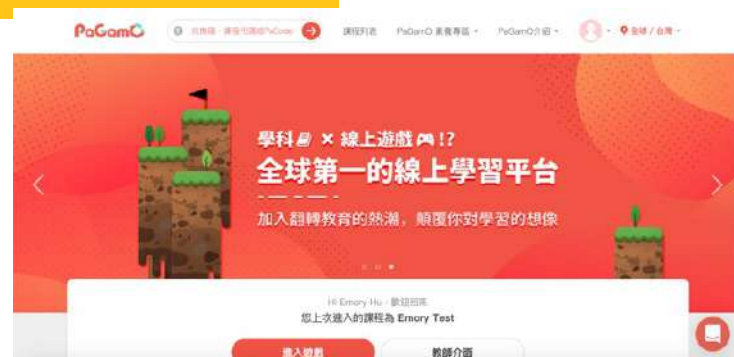 PaGamO
課程列表 PaGamO 素養專區 PaGamO介紹 全球 / 台灣
學科 × 線上遊戲 !?
全球第一的線上學習平台
加入翻轉教育的熱潮，顛覆你對學習的想像
Hi Emory Hu，歡迎回來
您上次進入的課程為 Emory Test
進入遊戲 教師介面